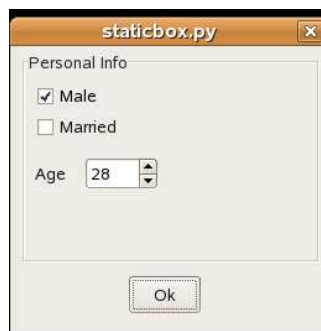 staticbox.py
Personal Info
Male
Married
Age 28
Ok